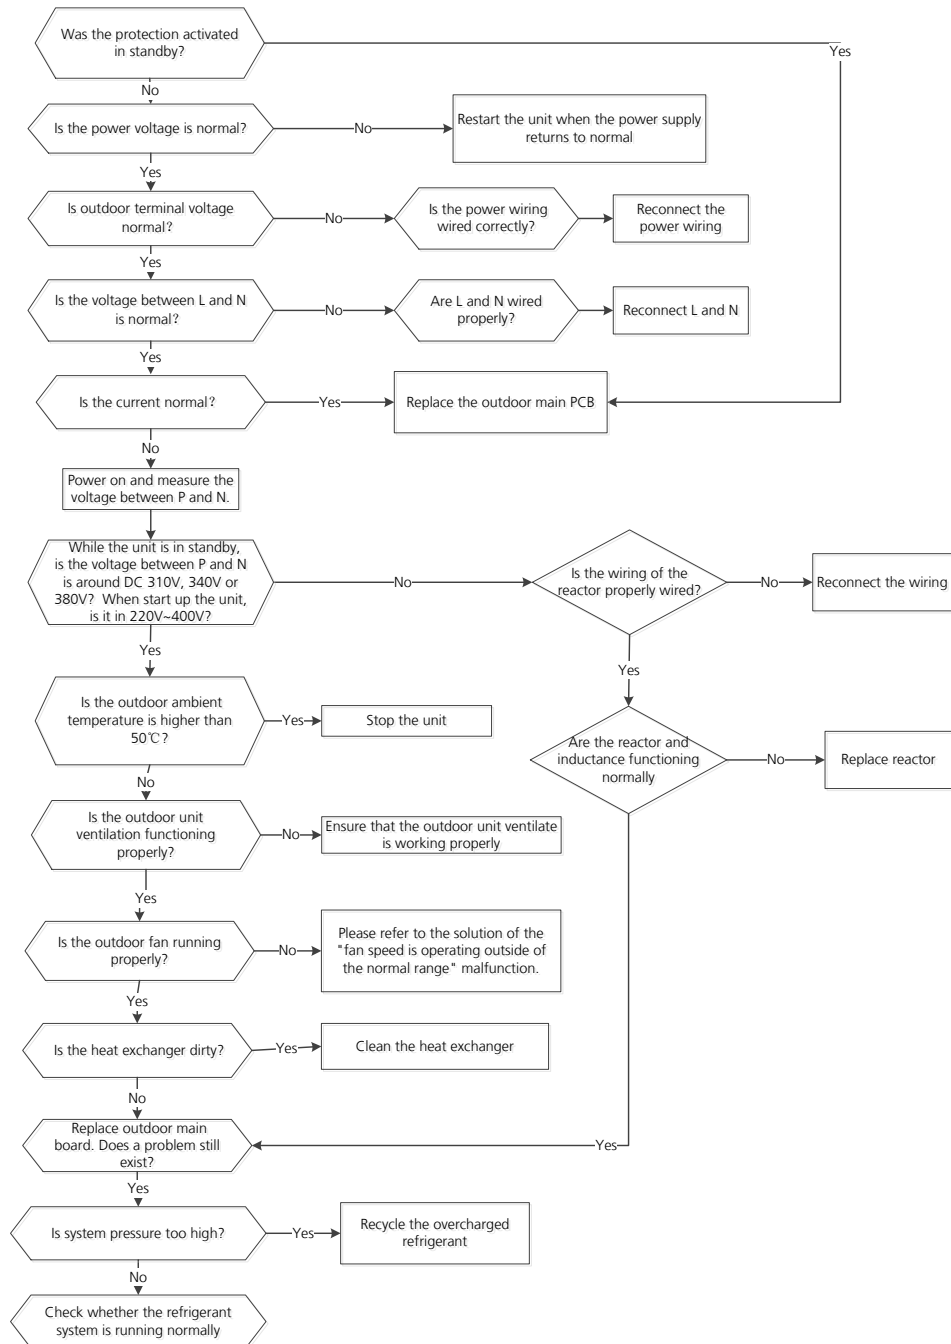 Was the protection activated
in standby?
Yes
No
Is the power voltage is normal?
No
Restart the unit when the power supply
returns to normal
Yes
Is outdoor terminal voltage
normal?
No
Is the power wiring
wired correctly?
Reconnect the
power wiring
Yes
Is the voltage between L and N
is normal?
No
Are L and N wired
properly?
Reconnect L and N
Yes
Is the current normal?
Yes
Replace the outdoor main PCB
No
Power on and measure the
voltage between P and N.
While the unit is in standby,
is the voltage between P and N
is around DC 310V, 340V or
380V? When start up the unit,
is it in 220V~400V?
No
Is the wiring of the
reactor properly wired?
No
Reconnect the wiring
Yes
Yes
Is the outdoor ambient
temperature is higher than
50℃?
Yes
Stop the unit
Are the reactor and
inductance functioning
normally
No
Replace reactor
No
Is the outdoor unit
ventilation functioning
properly?
No
Ensure that the outdoor unit ventilate
is working properly
Yes
Is the outdoor fan running
properly?
No
Please refer to the solution of the
"fan speed is operating outside of
the normal range" malfunction.
Yes
Is the heat exchanger dirty?
Yes
Clean the heat exchanger
No
Replace outdoor main
board. Does a problem still
exist?
Yes
Yes
Is system pressure too high?
Yes
Recycle the overcharged
refrigerant
No
Check whether the refrigerant
system is running normally